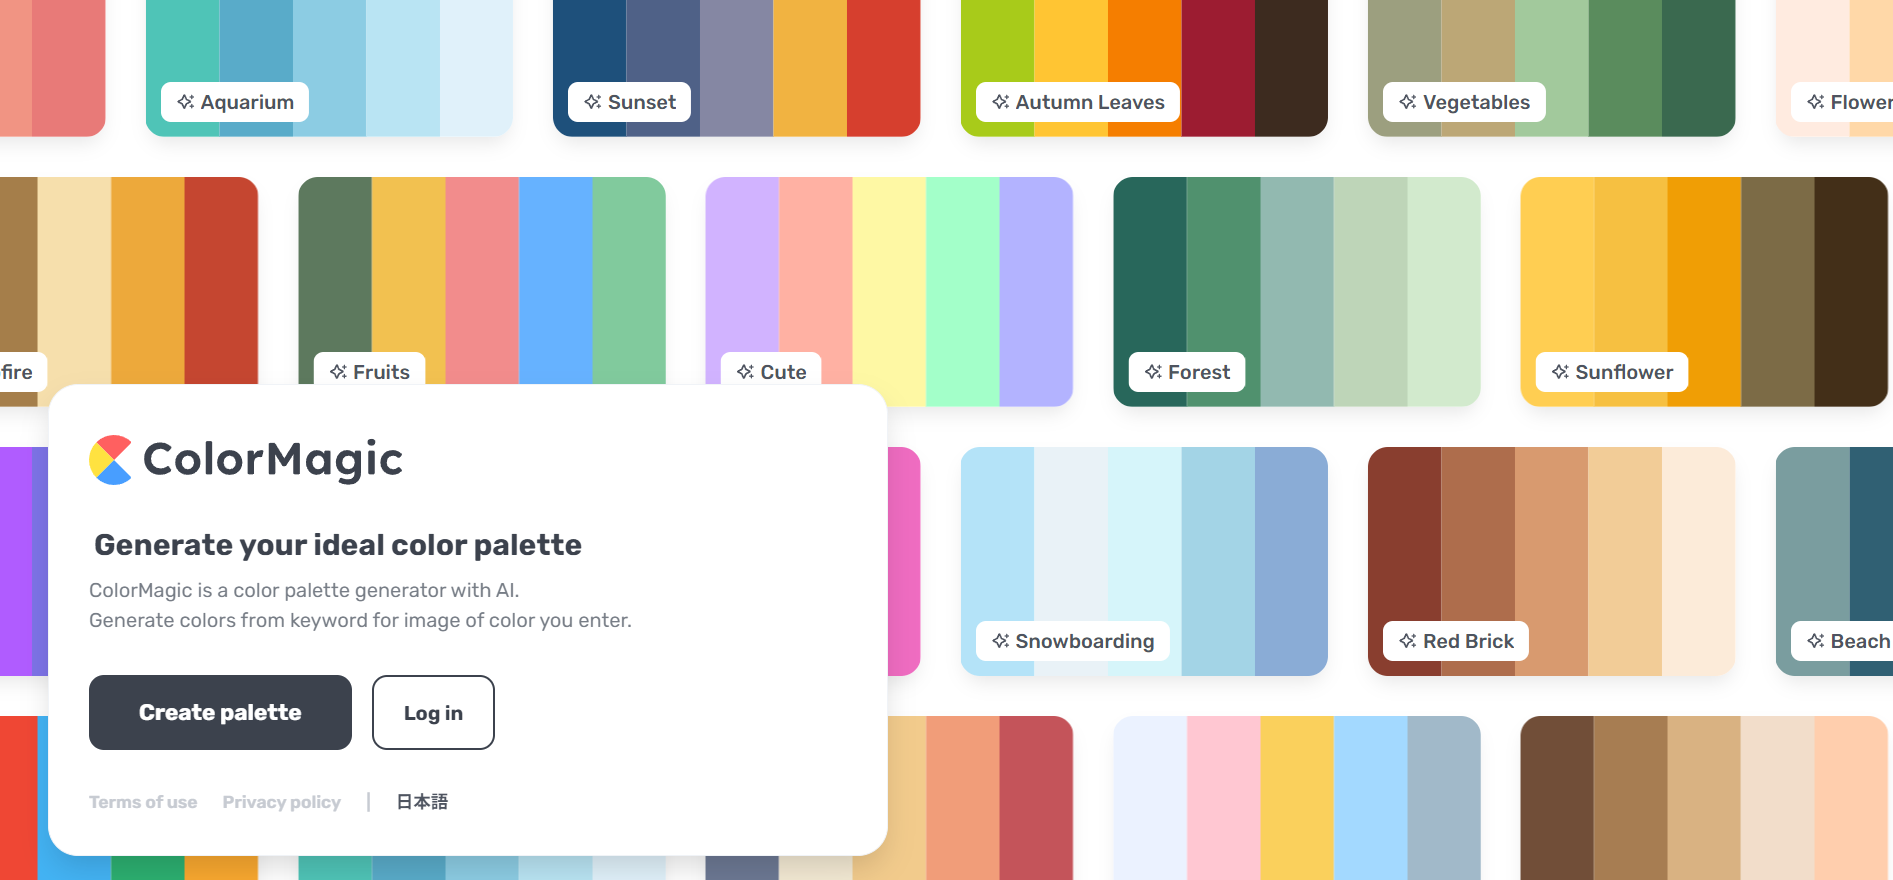 Aquarium
Sunset
Autumn Leaves
Vegetables
Flower
fire
Fruits
Cute
Forest
Sunflower
ColorMagic
Generate your ideal color palette
ColorMagic is a color palette generator with AI.
Generate colors from keyword for image of color you enter.
Create palette
Log in
Terms of use
Privacy policy
|
日本語
Snowboarding
Red Brick
Beach